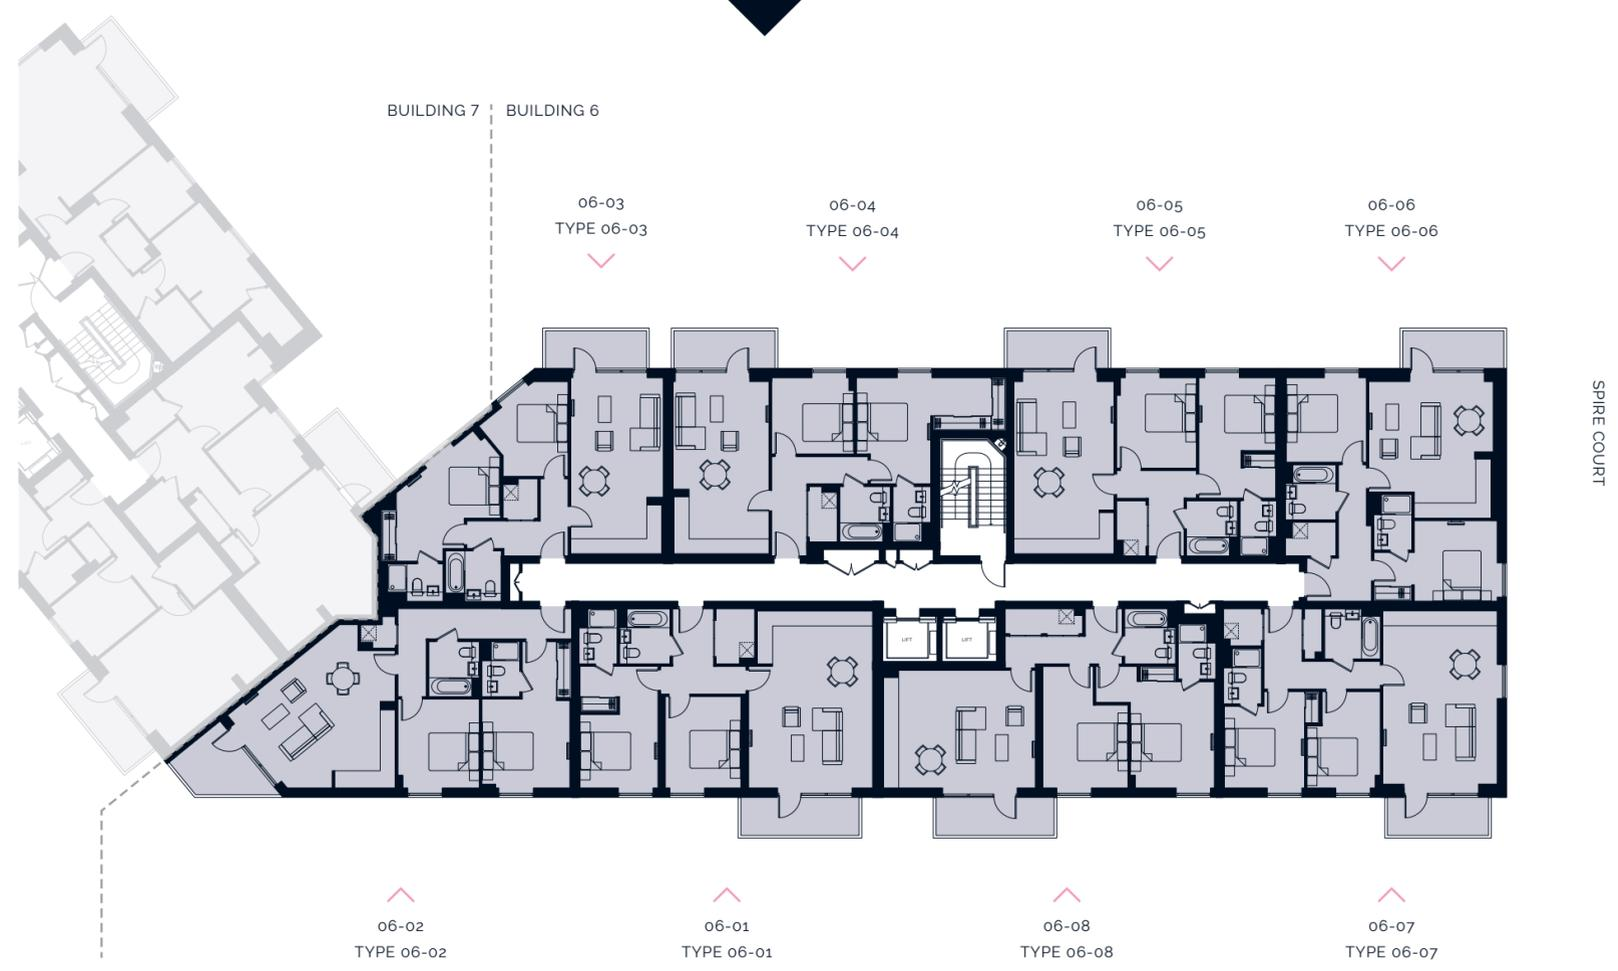 BUILDING 7
BUILDING 6
06-03
TYPE 06-03
06-04
TYPE 06-04
06-05
TYPE 06-05
06-06
TYPE 06-06
SPIRE COURT
LIFT
LIFT
06-02
TYPE 06-02
06-01
TYPE 06-01
06-08
TYPE 06-08
06-07
TYPE 06-07